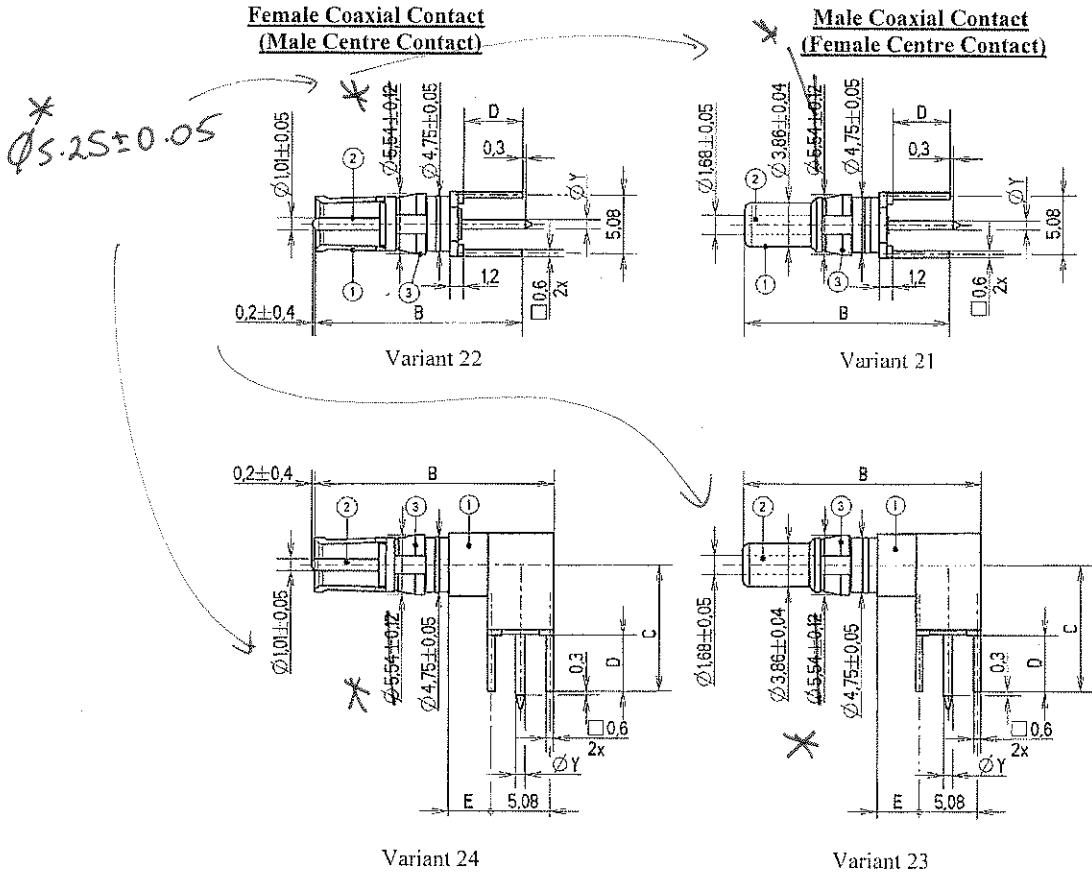 Female Coaxial Contact
(Male Centre Contact)
Male Coaxial Contact
(Female Centre Contact)
*
Ø5.25±0.05
*
*
Ø1,01±0,05
Ø5,54±0,12
Ø4,75±0,05
D
0,3
ØY
5,08
2
1
3
1,2
□0,6
2x
0,2±0,4
B
Variant 22
Ø1,68±0,05
Ø3,86±0,04
Ø5,54±0,12
Ø4,75±0,05
D
0,3
ØY
5,08
2
1
3
1,2
□0,6
2x
B
Variant 21
0,2±0,4
B
2
3
1
Ø1,01±0,05
Ø5,54±0,12
Ø4,75±0,05
*
C
D
0,3
□0,6
2x
ØY
E
5,08
Variant 24
B
2
3
1
Ø1,68±0,05
Ø3,86±0,04
Ø5,54±0,12
Ø4,75±0,05
*
C
D
0,3
□0,6
2x
ØY
E
5,08
Variant 23